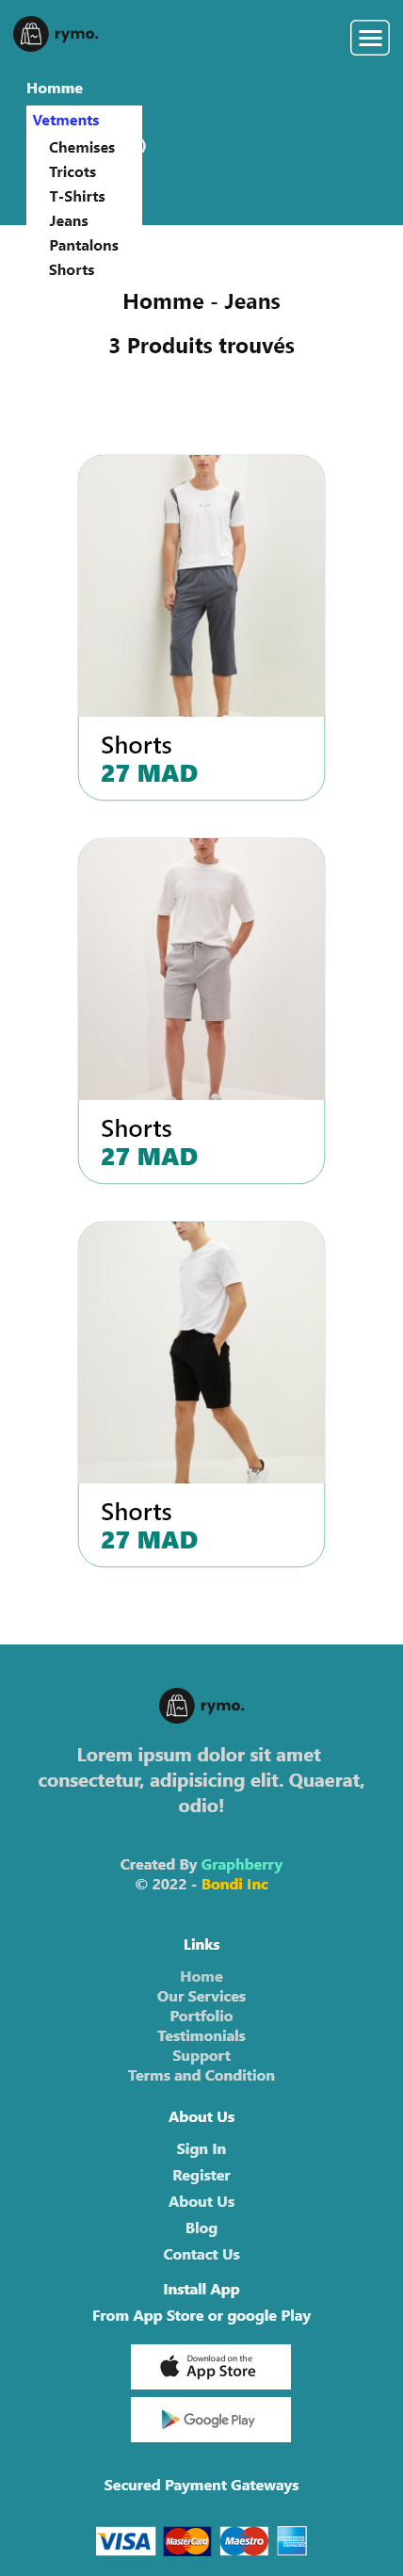 rymo.
Homme
Vetments
Chemises
Tricots
T-Shirts
Jeans
Pantalons
Shorts
Homme - Jeans
3 Produits trouvés
Shorts
27 MAD
Shorts
27 MAD
Shorts
27 MAD
rymo.
Lorem ipsum dolor sit amet
consectetur, adipisicing elit. Quaerat,
odio!
Created By Graphberry
© 2022 - Bondi Inc
Links
Home
Our Services
Portfolio
Testimonials
Support
Terms and Condition
About Us
Sign In
Register
About Us
Blog
Contact Us
Install App
From App Store or google Play
Download on the
App Store
Google Play
Secured Payment Gateways
VISA MasterCard Maestro AMERICAN EXPRESS